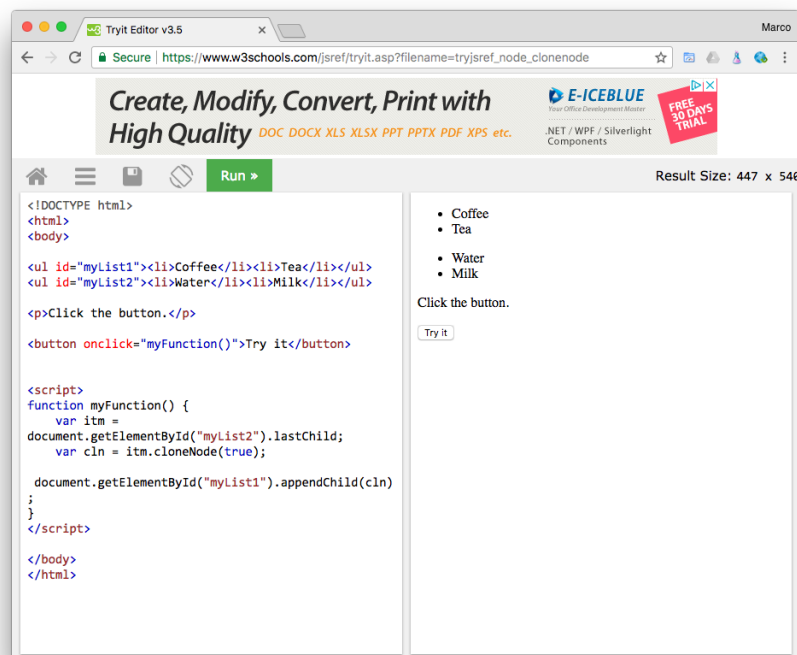 Tryit Editor v3.5
Marco
Secure | https://www.w3schools.com/jsref/tryit.asp?filename=tryjsref_node_clonenode
Create, Modify, Convert, Print with
High Quality DOC DOCX XLS XLSX PPT PPTX PDF XPS etc.
E-ICEBLUE
Your Office Development Master
.NET / WPF / Silverlight
Components
FREE
30 DAYS
TRIAL
Run »
Result Size: 447 x 540
<!DOCTYPE html>
<html>
<body>
<ul id="myList1"><li>Coffee</li><li>Tea</li></ul>
<ul id="myList2"><li>Water</li><li>Milk</li></ul>
<p>Click the button.</p>
<button onclick="myFunction()">Try it</button>
<script>
function myFunction() {
    var itm =
document.getElementById("myList2").lastChild;
    var cln = itm.cloneNode(true);
 document.getElementById("myList1").appendChild(cln)
;
}
</script>
</body>
</html>
• Coffee
• Tea
• Water
• Milk
Click the button.
Try it